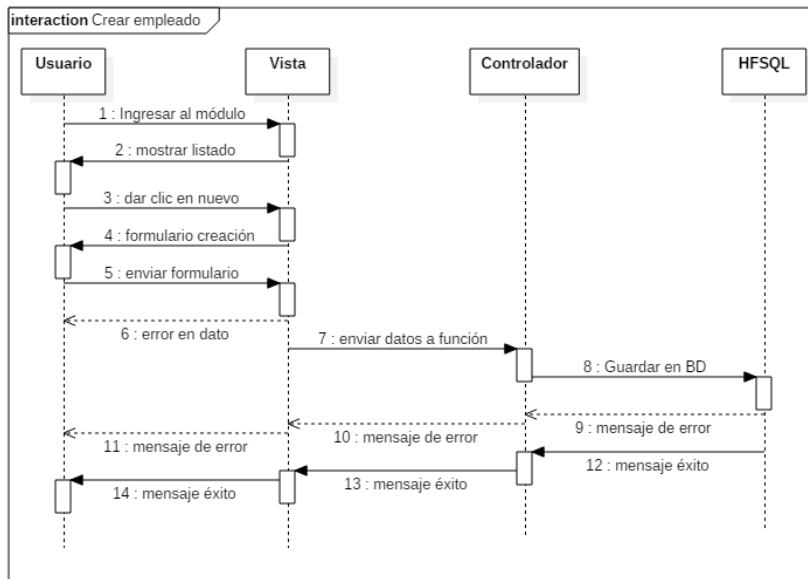 interaction Crear empleado
Usuario
Vista
Controlador
HFSQL
1 : Ingresar al módulo
2 : mostrar listado
3 : dar clic en nuevo
4 : formulario creación
5 : enviar formulario
6 : error en dato
7 : enviar datos a función
8 : Guardar en BD
9 : mensaje de error
10 : mensaje de error
11 : mensaje de error
12 : mensaje éxito
13 : mensaje éxito
14 : mensaje éxito